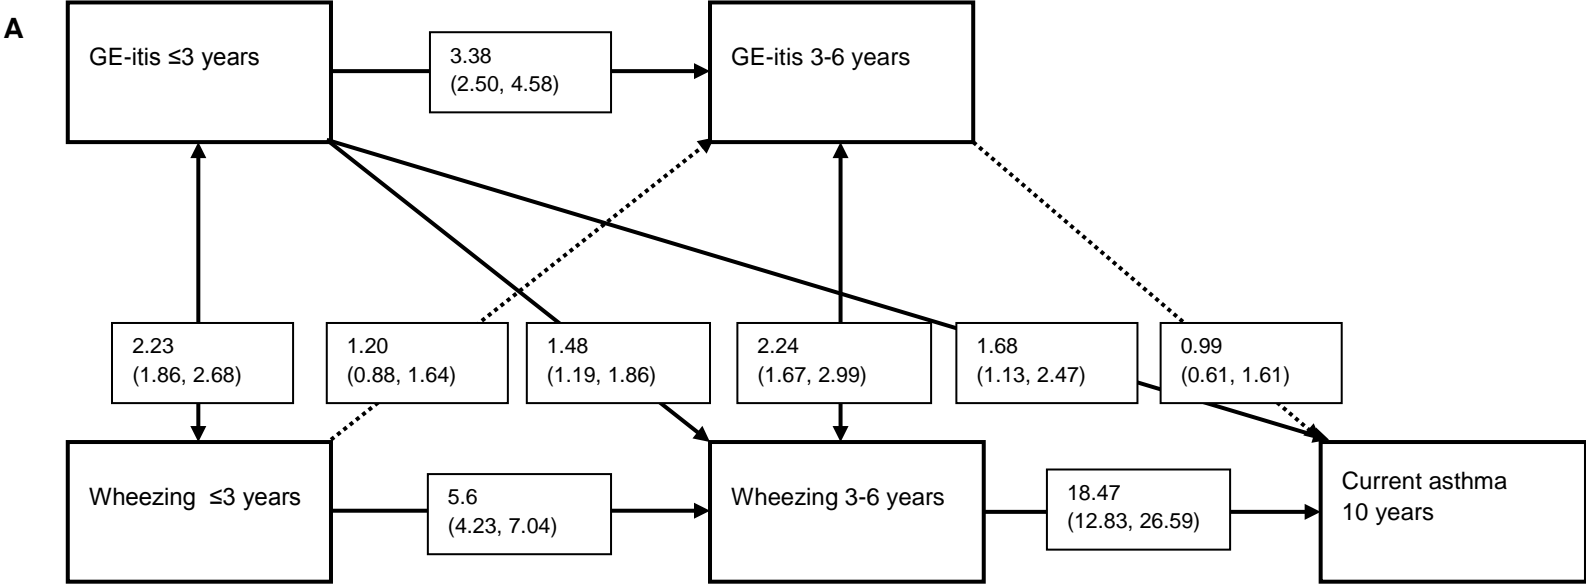 A
GE-itis ≤3 years
3.38
(2.50, 4.58)
GE-itis 3-6 years
2.23
(1.86, 2.68)
1.20
(0.88, 1.64)
1.48
(1.19, 1.86)
2.24
(1.67, 2.99)
1.68
(1.13, 2.47)
0.99
(0.61, 1.61)
Wheezing ≤3 years
5.6
(4.23, 7.04)
Wheezing 3-6 years
18.47
(12.83, 26.59)
Current asthma
10 years